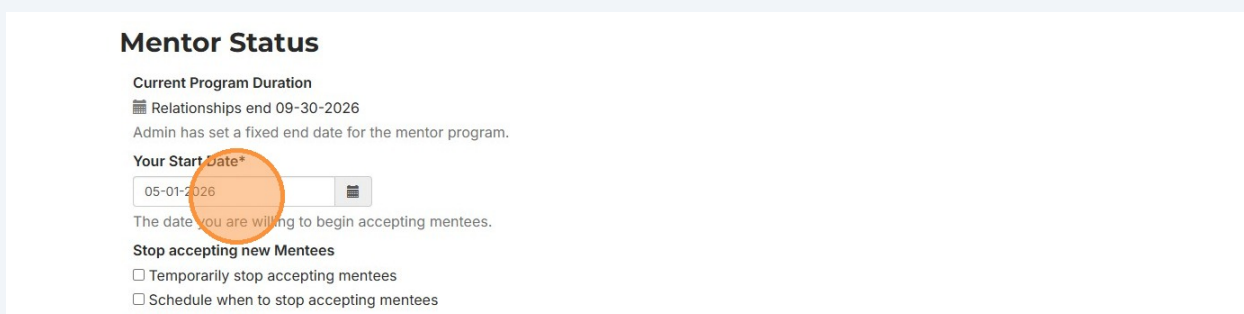 Mentor Status
Current Program Duration
Relationships end 09-30-2026
Admin has set a fixed end date for the mentor program.
Your Start Date*
05-01-2026
The date you are willing to begin accepting mentees.
Stop accepting new Mentees
Temporarily stop accepting mentees
Schedule when to stop accepting mentees